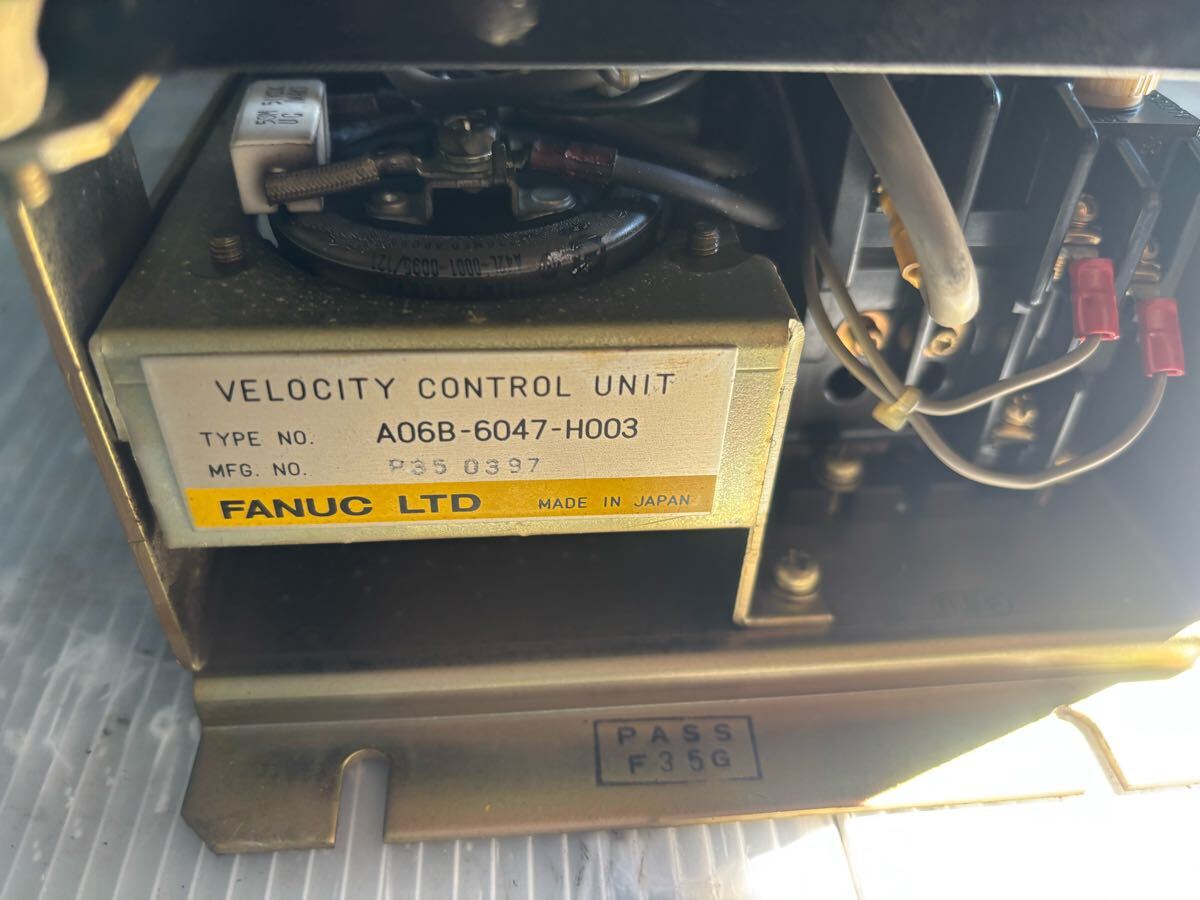 VELOCITY CONTROL UNIT
TYPE NO. A06B-6047-H003
MFG. NO. P35 0397
FANUC LTD MADE IN JAPAN
PASS
F35G